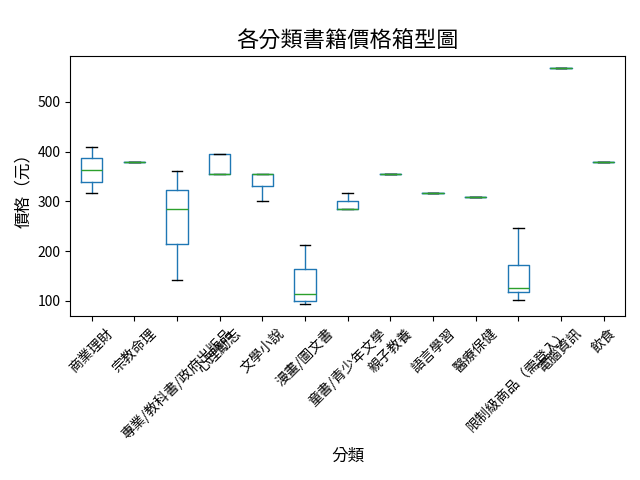 各分類書籍價格箱型圖
價格（元）
500
400
300
200
100
商業理財
宗教命理
專業/教科書/政府出版品
心理勵志
文學小說
漫畫/圖文書
童書/青少年文學
親子教養
語言學習
醫療保健
限制級商品（需登入）
電腦資訊
飲食
分類